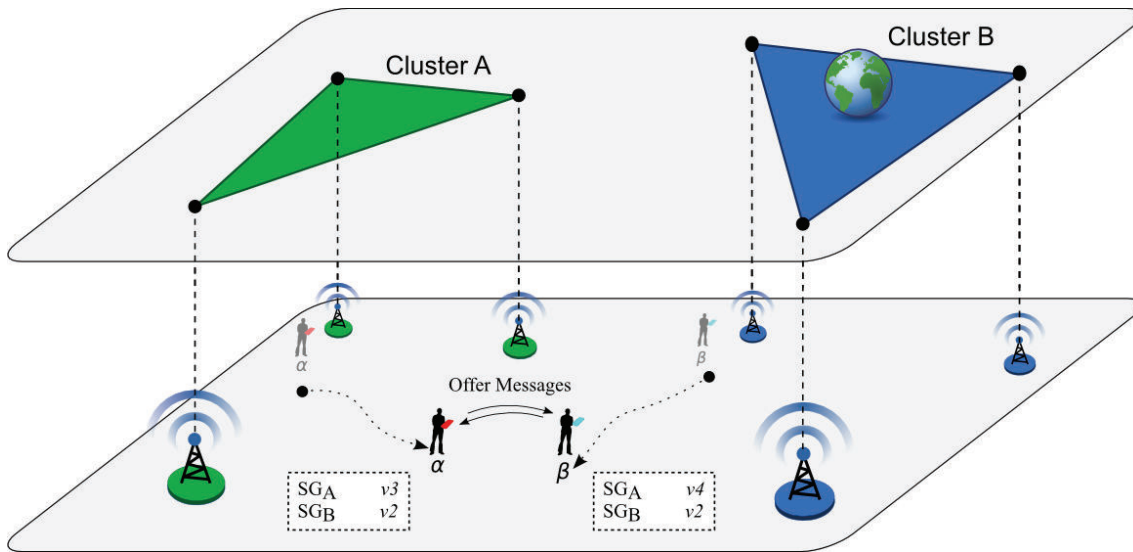 Cluster A
Cluster B
α
β
Offer Messages
α
β
SGA v3
SGB v2
SGA v4
SGB v2